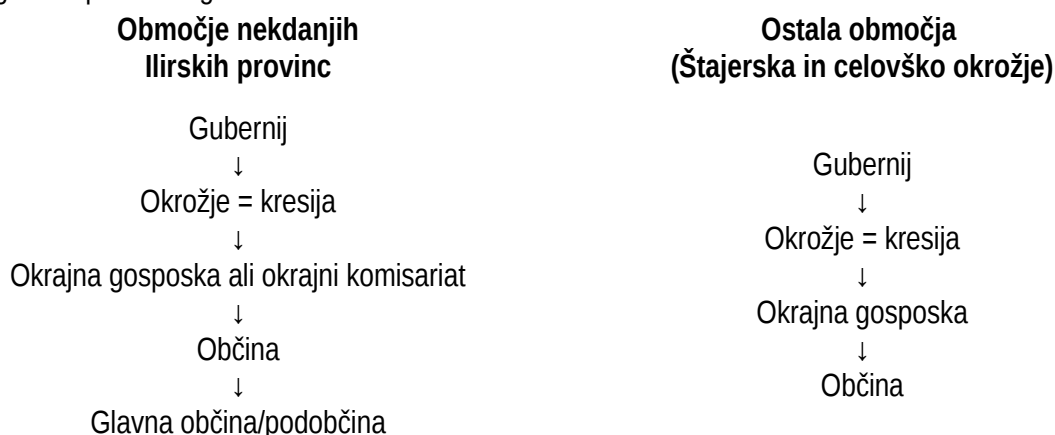 Območje nekdanjih
Ilirskih provinc
Gubernij
↓
Okrožje = kresija
↓
Okrajna gosposka ali okrajni komisariat
↓
Občina
↓
Glavna občina/podobčina
Ostala območja
(Štajerska in celovško okrožje)
Gubernij
↓
Okrožje = kresija
↓
Okrajna gosposka
↓
Občina